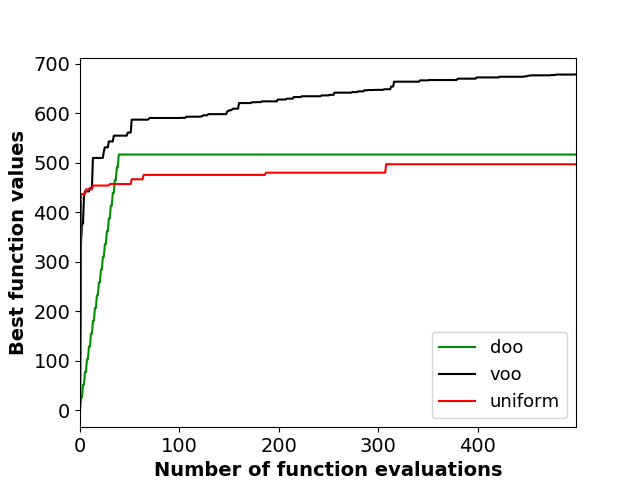 Best function values
700
600
500
400
300
200
100
0
doo
voo
uniform
0 100 200 300 400
Number of function evaluations